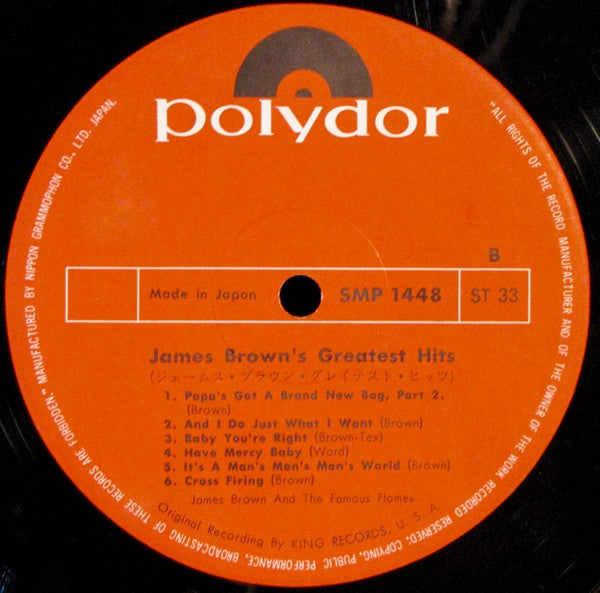 polydor
B
Made in Japan
SMP 1448
ST 33
James Brown's Greatest Hits
(ジェームス・ブラウン・グレイテスト・ヒッツ)
1. Papa's Got A Brand New Bag, Part 2.
(Brown)
2. And I Do Just What I Want (Brown)
3. Baby You're Right (Brown-Tex)
4. Have Mercy Baby (Ward)
5. It's A Man's Man's Man's World (Brown)
6. Cross Firing (Brown)
James Brown And The Famous Flames
Original Recording By KING RECORDS, U. S. A.
"ALL RIGHTS OF THE RECORD MANUFACTURER AND OF THE OWNER OF THE WORK RECORDED RESERVED; COPYING, PUBLIC PERFORMANCE, BROADCASTING OF THESE RECORDS ARE FORBIDDEN." MANUFACTURED BY NIPPON GRAMMOPHON CO., LTD. JAPAN.